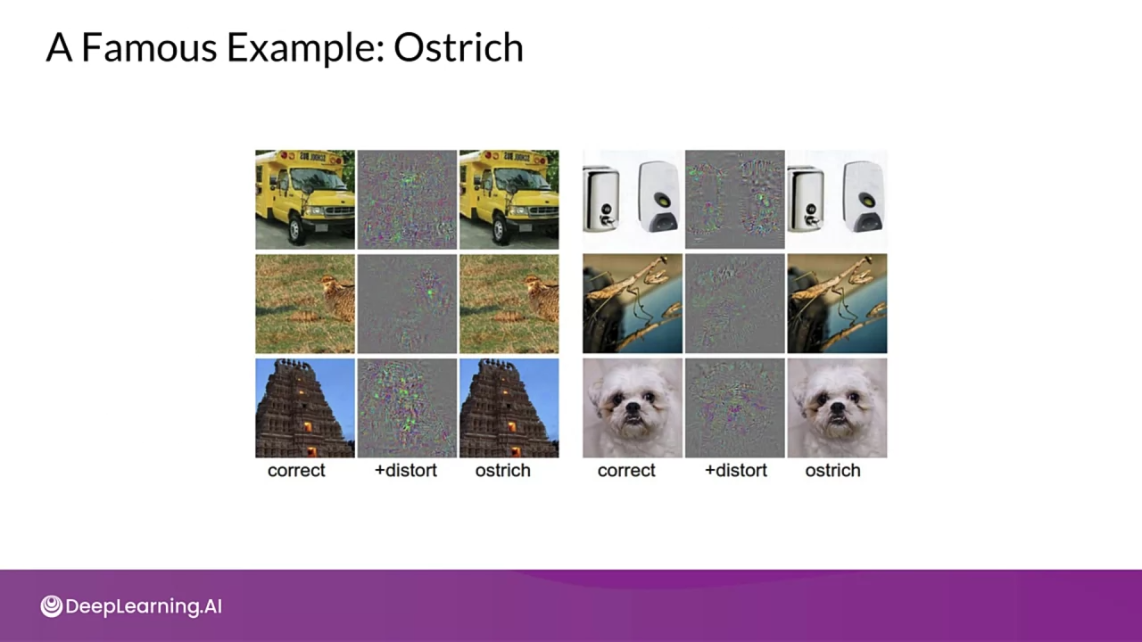 A Famous Example: Ostrich
correct +distort ostrich correct +distort ostrich
DeepLearning.AI